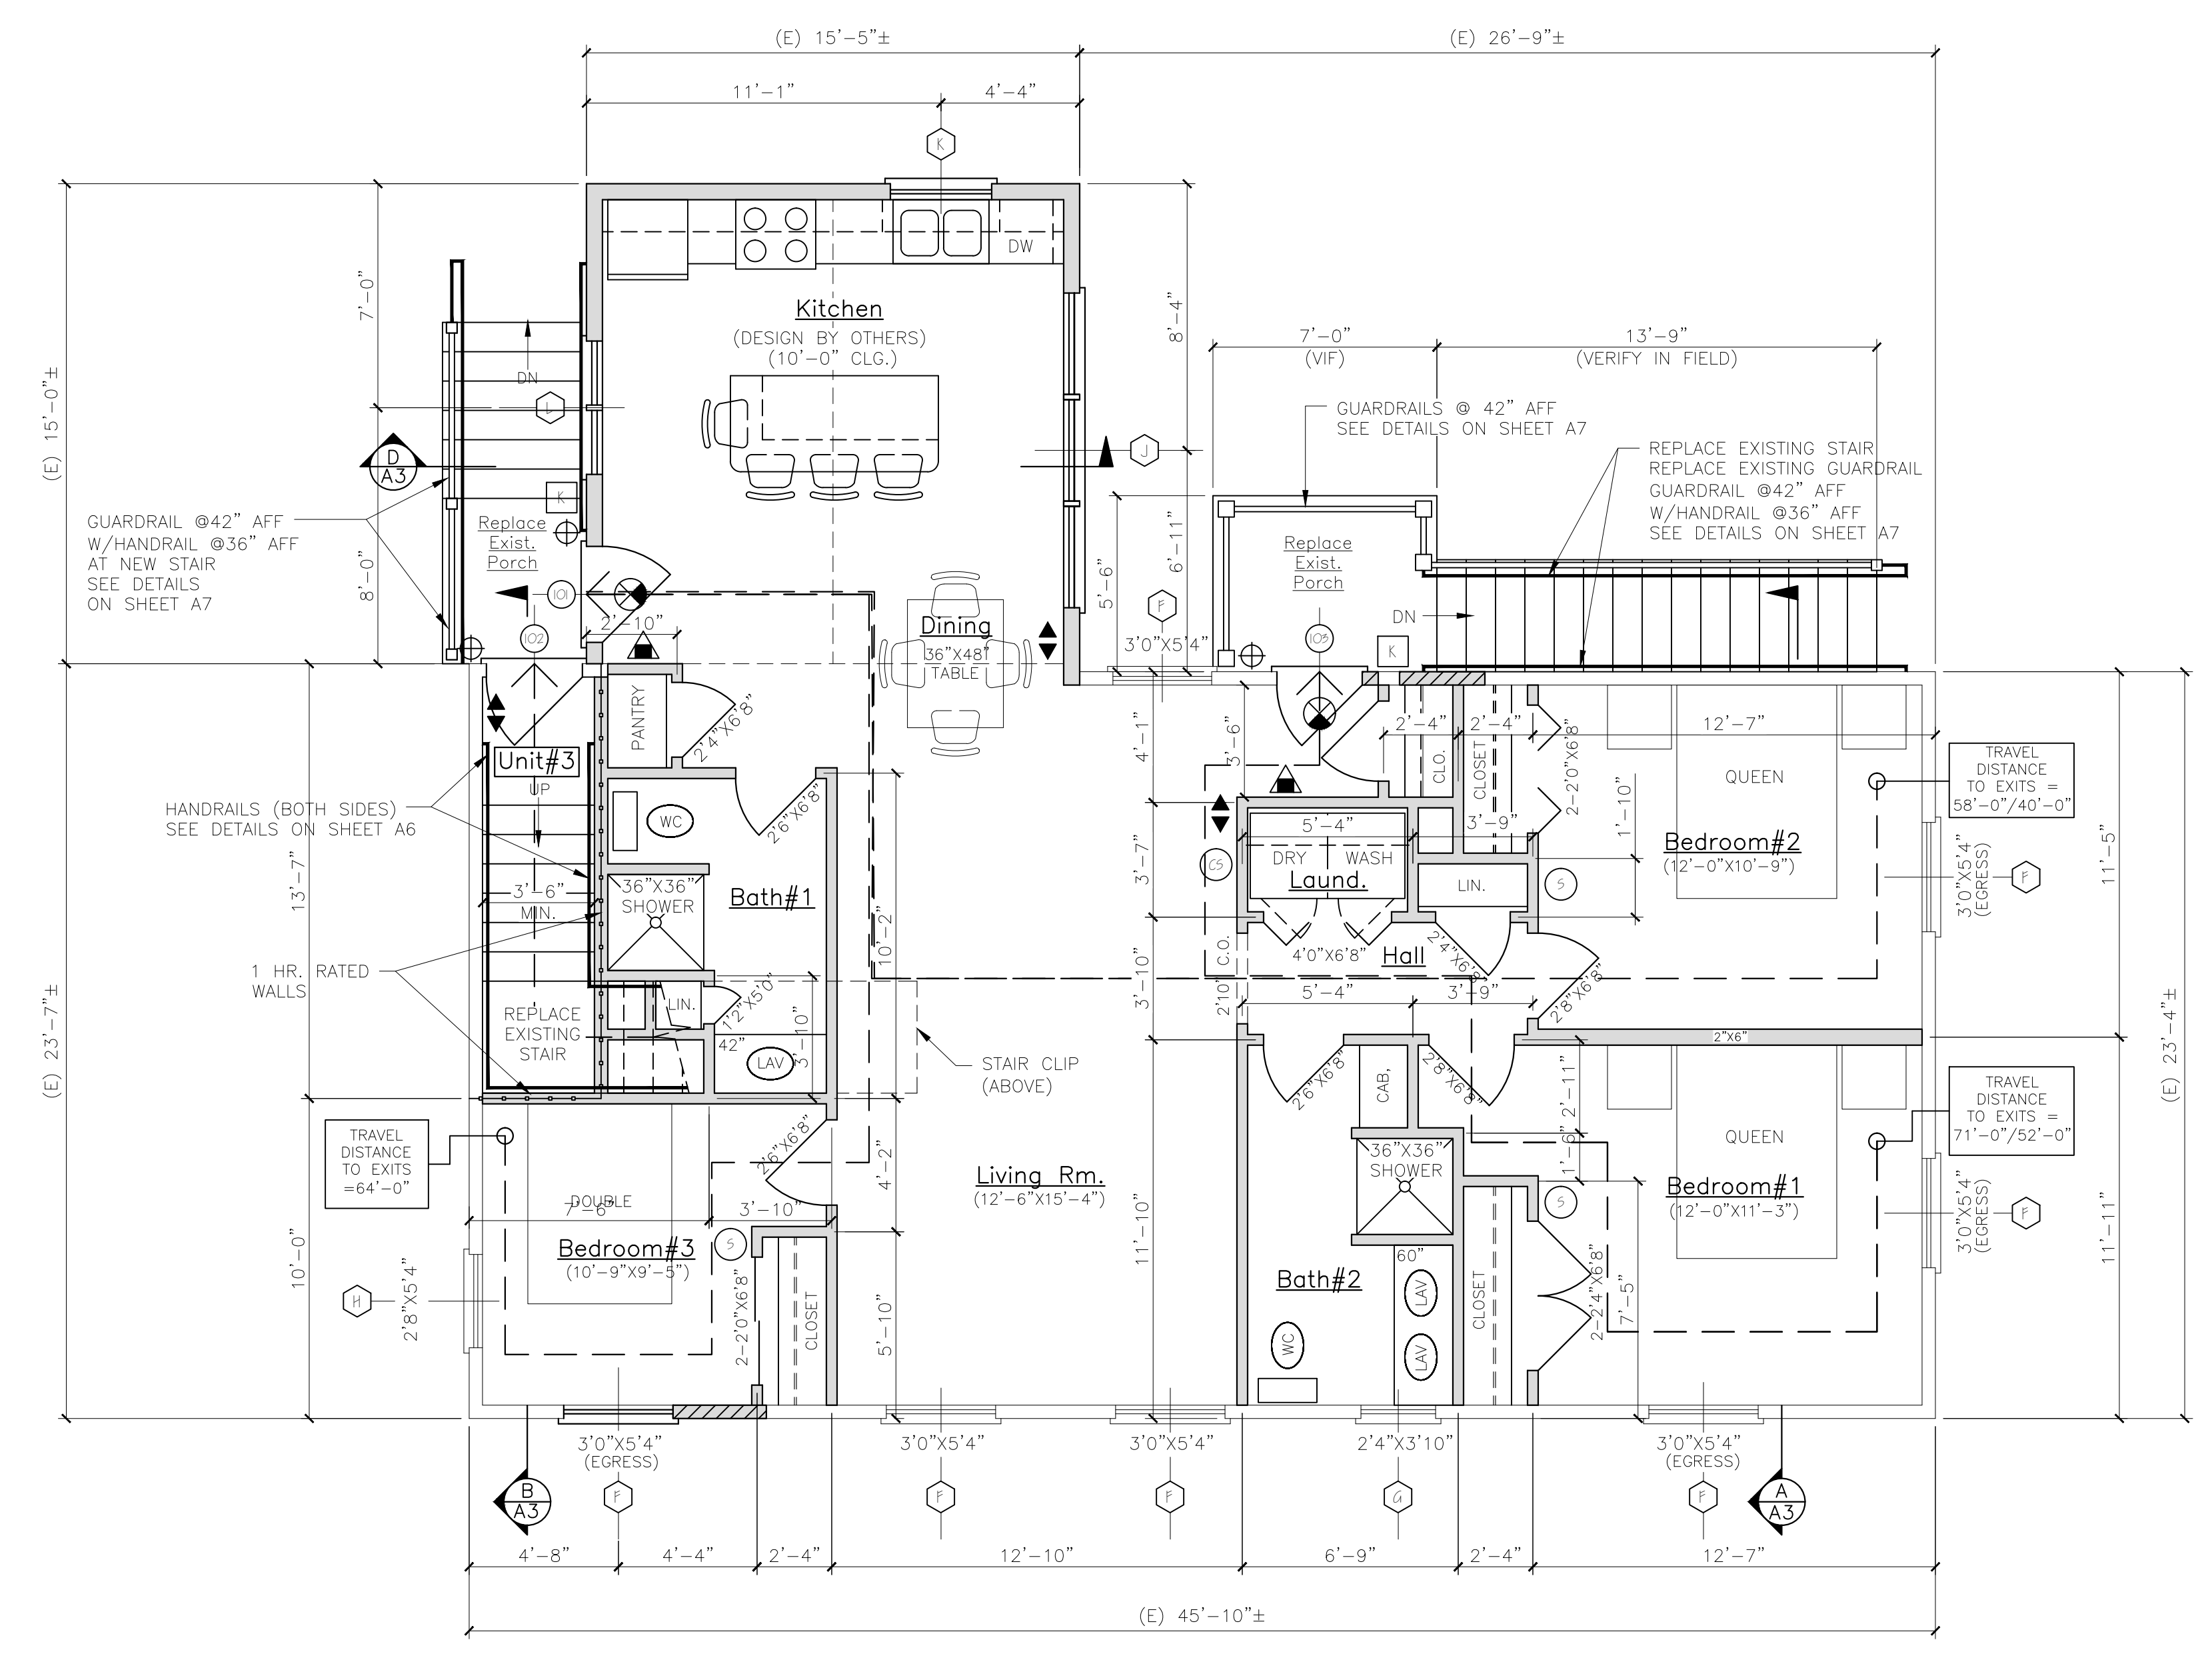 (E) 15'-5"±
(E) 26'-9"±
11'-1"
4'-4"
K
DW
Kitchen
(DESIGN BY OTHERS)
(10'-0" CLG.)
7'-0"
8'-4"
(E) 15'-0"±
DN
L
J
D
A3
K
7'-0"
(VIF)
13'-9"
(VERIFY IN FIELD)
GUARDRAILS @ 42" AFF
SEE DETAILS ON SHEET A7
REPLACE EXISTING STAIR
REPLACE EXISTING GUARDRAIL
GUARDRAIL @42" AFF
W/HANDRAIL @36" AFF
SEE DETAILS ON SHEET A7
GUARDRAIL @42" AFF
W/HANDRAIL @36" AFF
AT NEW STAIR
SEE DETAILS
ON SHEET A7
Replace
Exist.
Porch
8'-0"
101
102
2'-10"
Dining
36"X48"
TABLE
5'-6"
6'-11"
F
3'0"X5'4"
Replace
Exist.
Porch
103
K
DN
PANTRY
2'4"X6'8"
Unit#3
UP
HANDRAILS (BOTH SIDES)
SEE DETAILS ON SHEET A6
13'-7"
3'-6"
MIN.
WC
2'6"X6'8"
36"X36"
SHOWER
Bath#1
10'-2"
1 HR. RATED
WALLS
REPLACE
EXISTING
STAIR
LIN.
1'2"X5'0"
42"
LAV
3'-10"
STAIR CLIP
(ABOVE)
(E) 23'-7"±
4'-1"
3'-6"
2'-4"
2'-4"
12'-7"
CLO.
CLOSET
2-2'0"X6'8"
QUEEN
Bedroom#2
(12'-0"X10'-9")
1'-10"
TRAVEL
DISTANCE
TO EXITS =
58'-0"/40'-0"
3'-7"
CS
5'-4"
3'-9"
DRY
WASH
Laund.
LIN.
S
3'0"X5'4"
(EGRESS)
F
11'-5"
4'0"X6'8"
2'4"X6'8"
Hall
2'10" C.O.
3'-10"
5'-4"
3'-9"
2'8"X6'8"
2"X6"
(E) 23'-4"±
2'6"X6'8"
CAB,
2'8"X6'8"
2'-11"
1'-6"
QUEEN
Bedroom#1
(12'-0"X11'-3")
TRAVEL
DISTANCE
TO EXITS =
71'-0"/52'-0"
3'0"X5'4"
(EGRESS)
F
11'-11"
TRAVEL
DISTANCE
TO EXITS
=64'-0"
DOUBLE
7'-6"
3'-10"
2'6"X6'8"
4'-2"
S
Bedroom#3
(10'-9"X9'-5")
10'-0"
H
2'8"X5'4"
2-2'0"X6'8"
CLOSET
5'-10"
Living Rm.
(12'-6"X15'-4")
11'-10"
36"X36"
SHOWER
60"
Bath#2
LAV
LAV
WC
CLOSET
S
2-2'4"X6'8"
7'-5"
3'0"X5'4"
(EGRESS)
3'0"X5'4"
3'0"X5'4"
2'4"X3'10"
3'0"X5'4"
(EGRESS)
B
A3
F
F
F
G
F
A
A3
4'-8"
4'-4"
2'-4"
12'-10"
6'-9"
2'-4"
12'-7"
(E) 45'-10"±